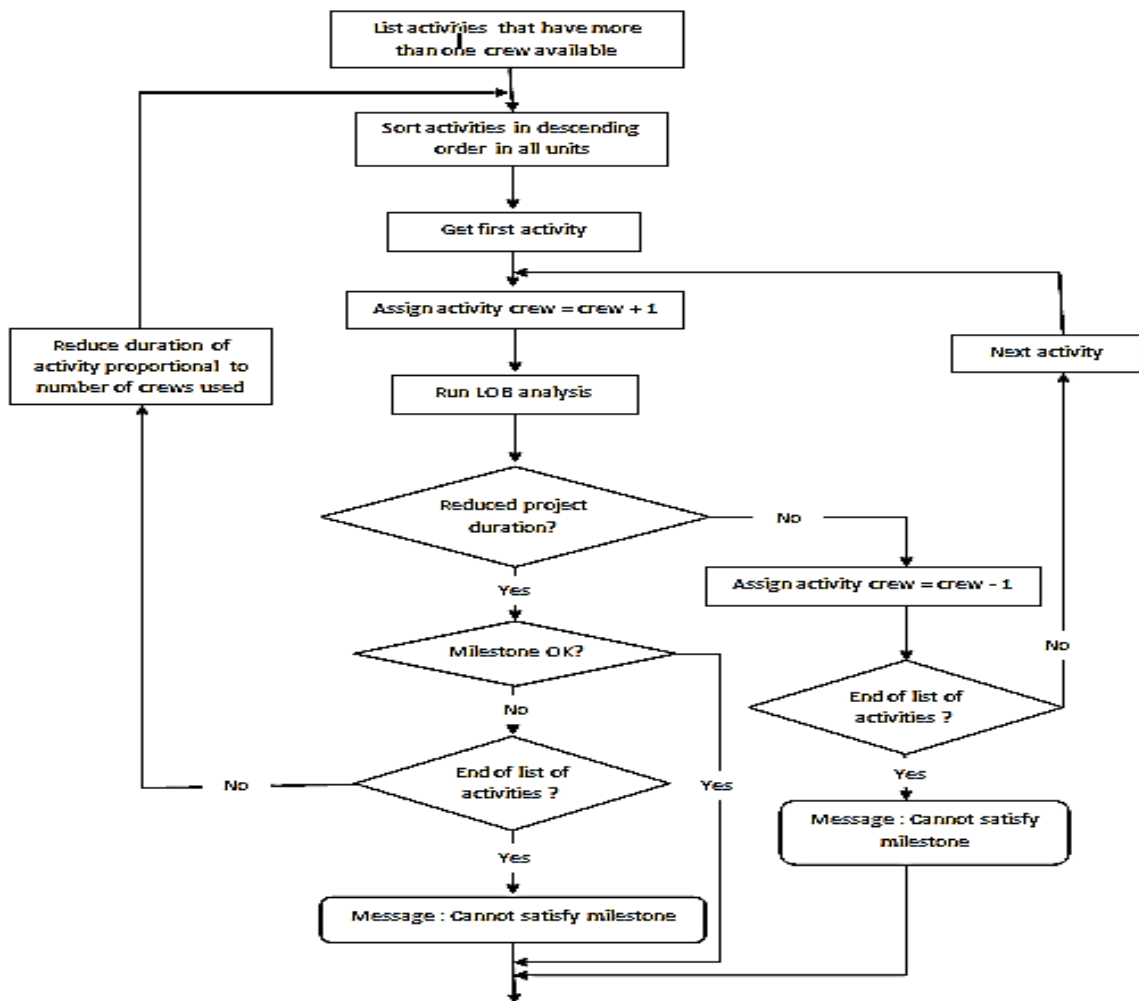 List activities that have more
than one crew available
Sort activities in descending
order in all units
Get first activity
Assign activity crew = crew + 1
Reduce duration of
activity proportional to
number of crews used
Next activity
Run LOB analysis
Reduced project
duration?
No
Assign activity crew = crew - 1
Yes
Milestone OK?
No
End of list of
activities ?
No
No
End of list of
activities ?
Yes
Yes
Yes
Message : Cannot satisfy
milestone
Message : Cannot satisfy milestone